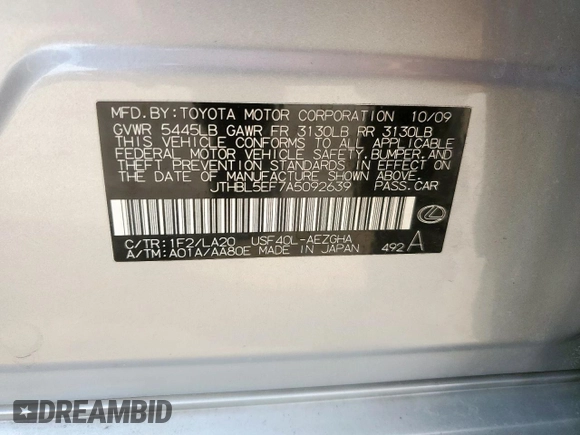 MFD.BY:TOYOTA MOTOR CORPORATION 10/09
GVWR 5445LB GAWR FR 3130LB RR 3130LB
THIS VEHICLE CONFORMS TO ALL APPLICABLE
FEDERAL MOTOR VEHICLE SAFETY,BUMPER,AND
THEFT PREVENTION STANDARDS IN EFFECT ON
THE DATE OF MANUFACTURE SHOWN ABOVE.
JTHBL5EF7A5092639 PASS.CAR
C/TR:1F2/LA20 USF40L-AEZGHA
A/TM:A01A/AA80E MADE IN JAPAN 492 A
DREAMBID